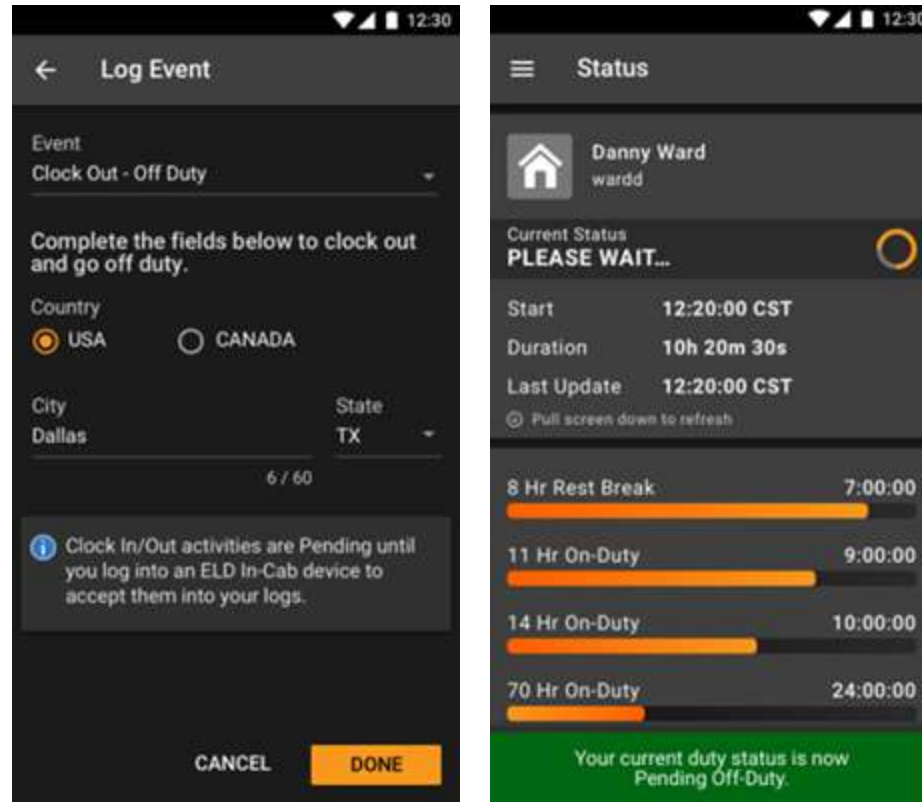 12:30
Log Event
Event
Clock Out - Off Duty
Complete the fields below to clock out
and go off duty.
Country
USA CANADA
City State
Dallas TX
6 / 60
Clock In/Out activities are Pending until
you log into an ELD In-Cab device to
accept them into your logs.
CANCEL DONE
12:30
Status
Danny Ward
wardd
Current Status
PLEASE WAIT...
Start 12:20:00 CST
Duration 10h 20m 30s
Last Update 12:20:00 CST
Pull screen down to refresh
8 Hr Rest Break 7:00:00
11 Hr On-Duty 9:00:00
14 Hr On-Duty 10:00:00
70 Hr On-Duty 24:00:00
Your current duty status is now
Pending Off-Duty.